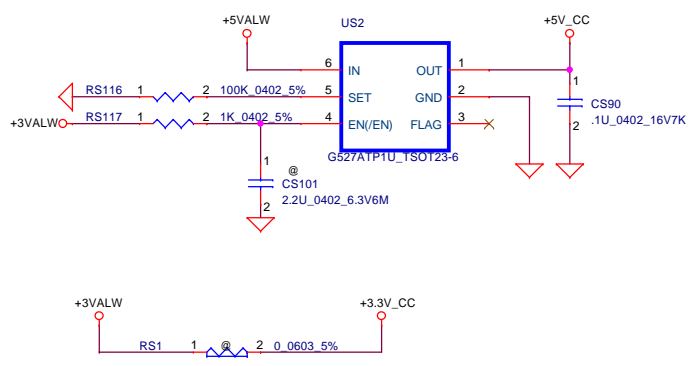 +5VALW
US2
+5V_CC
6
IN
OUT
1
RS116
1
2
100K_0402_5%
5
SET
GND
2
+3VALW
RS117
1
2
1K_0402_5%
4
EN(/EN)
FLAG
3
1
2
CS90
.1U_0402_16V7K
G527ATP1U_TSOT23-6
1
@
CS101
2
2.2U_0402_6.3V6M
+3VALW
+3.3V_CC
RS1
1
@
2
0_0603_5%